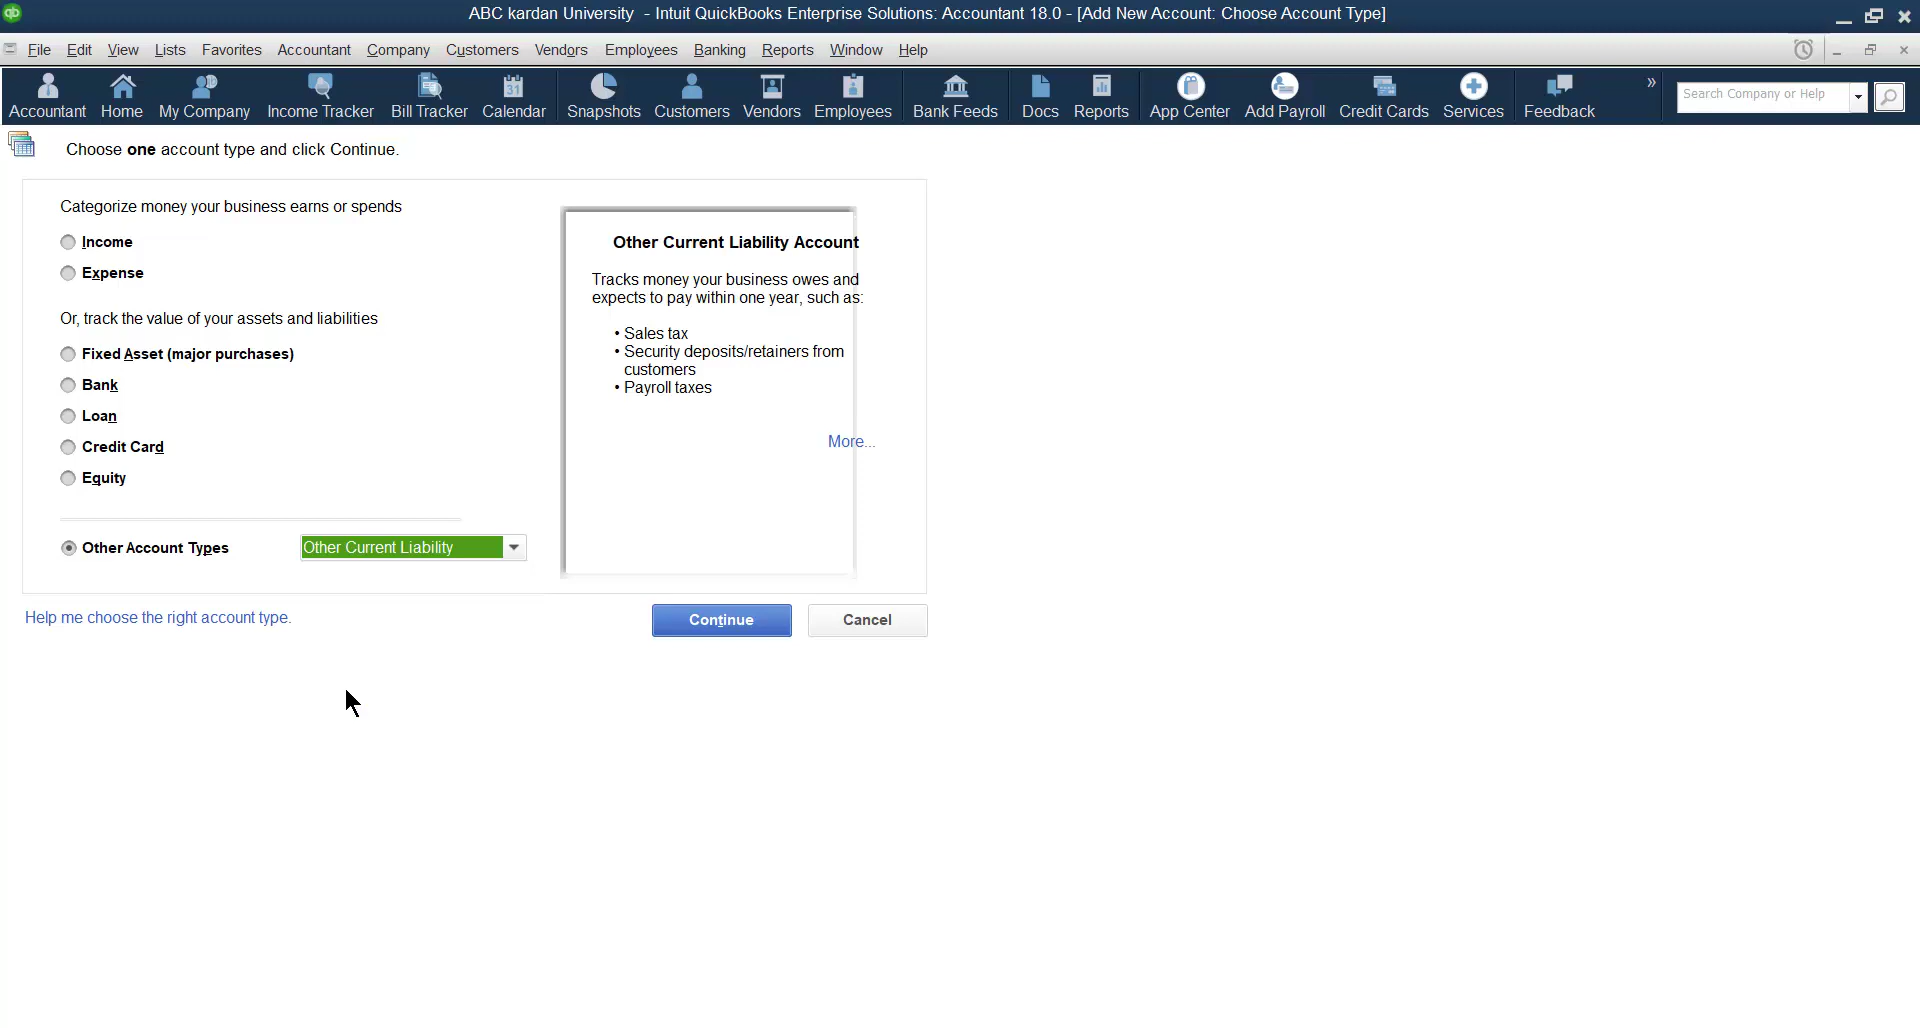 ABC kardan University - Intuit QuickBooks Enterprise Solutions: Accountant 18.0 - [Add New Account: Choose Account Type]
File Edit View Lists Favorites Accountant Company Customers Vendors Employees Banking Reports Window Help
Accountant Home My Company Income Tracker Bill Tracker Calendar Snapshots Customers Vendors Employees Bank Feeds Docs Reports App Center Add Payroll Credit Cards Services Feedback » Search Company or Help
Choose one account type and click Continue.
Categorize money your business earns or spends
Income
Expense
Or, track the value of your assets and liabilities
Fixed Asset (major purchases)
Bank
Loan
Credit Card
Equity
Other Account Types Other Current Liability
Other Current Liability Account
Tracks money your business owes and
expects to pay within one year, such as:
• Sales tax
• Security deposits/retainers from
customers
• Payroll taxes
More...
Help me choose the right account type.
Continue Cancel